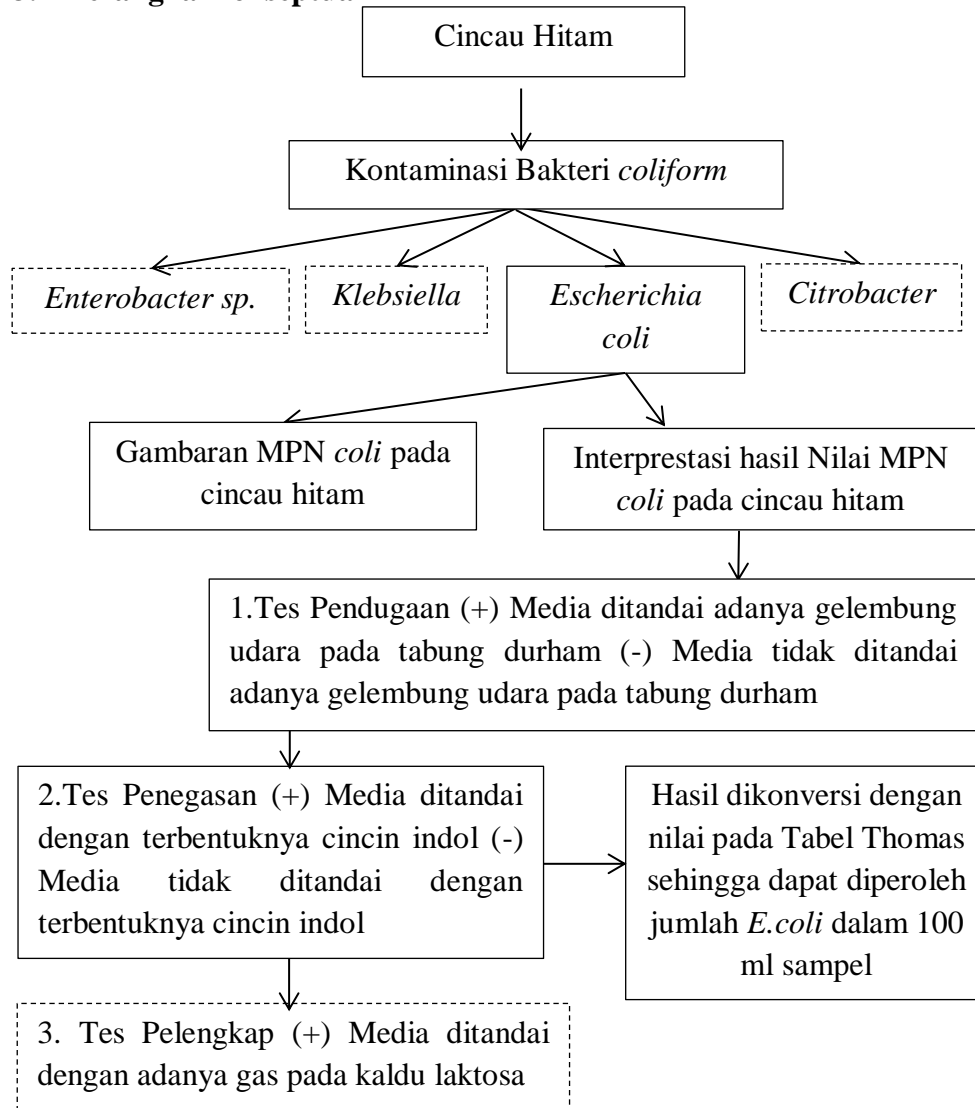 Cincau Hitam
Kontaminasi Bakteri coliform
Enterobacter sp.
Klebsiella
Escherichia
coli
Citrobacter
Gambaran MPN coli pada
cincau hitam
Interprestasi hasil Nilai MPN
coli pada cincau hitam
1.Tes Pendugaan (+) Media ditandai adanya gelembung
udara pada tabung durham (-) Media tidak ditandai
adanya gelembung udara pada tabung durham
2.Tes Penegasan (+) Media ditandai
dengan terbentuknya cincin indol (-)
Media tidak ditandai dengan
terbentuknya cincin indol
Hasil dikonversi dengan
nilai pada Tabel Thomas
sehingga dapat diperoleh
jumlah E.coli dalam 100
ml sampel
3. Tes Pelengkap (+) Media ditandai
dengan adanya gas pada kaldu laktosa